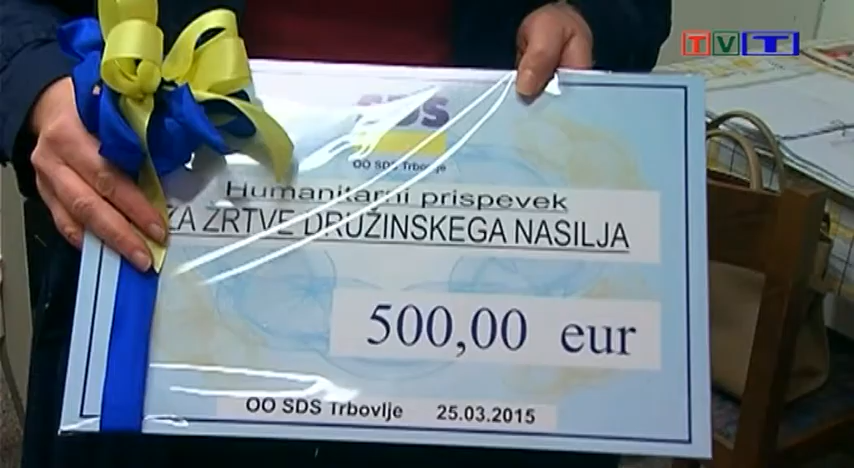 TVT
SDS
OO SDS Trbovlje
Humanitarni prispevek
ZA ŽRTVE DRUŽINSKEGA NASILJA
500,00 eur
OO SDS Trbovlje 25.03.2015